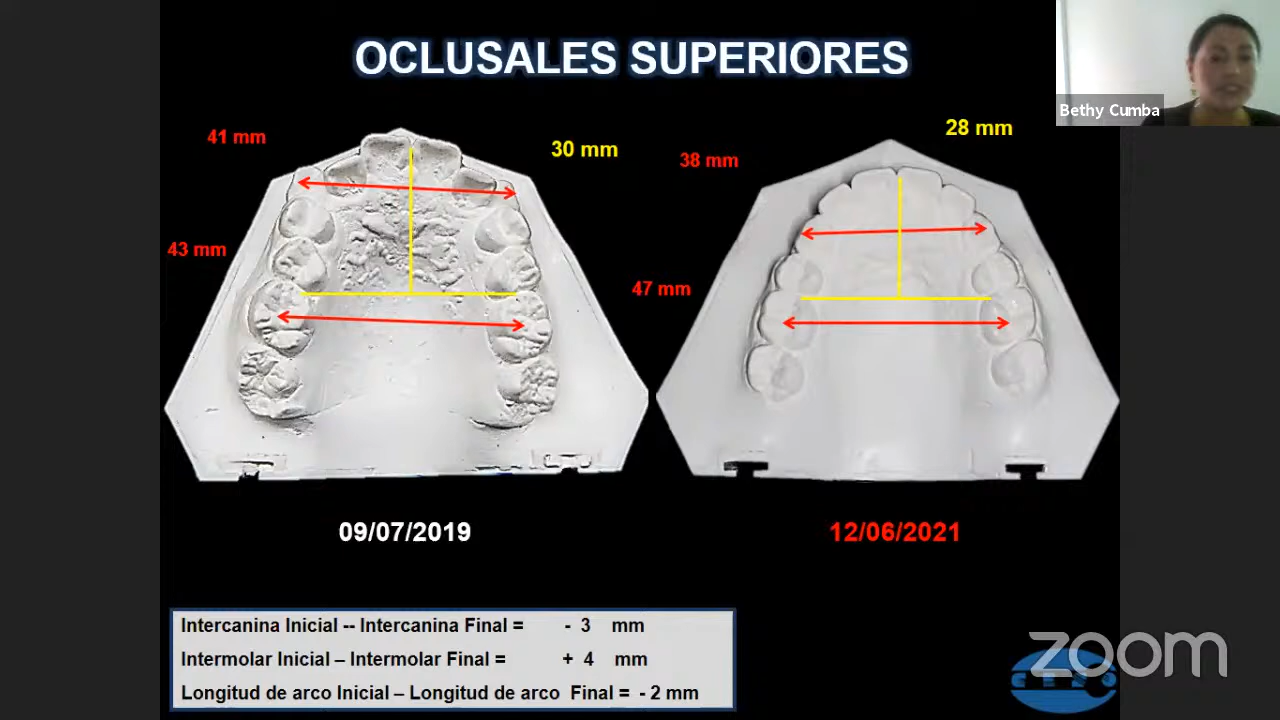 OCLUSALES SUPERIORES
Bethy Cumba
41 mm
30 mm
43 mm
28 mm
38 mm
47 mm
09/07/2019
12/06/2021
Intercanina Inicial -- Intercanina Final = - 3 mm
Intermolar Inicial – Intermolar Final = + 4 mm
Longitud de arco Inicial – Longitud de arco Final = - 2 mm
zoom